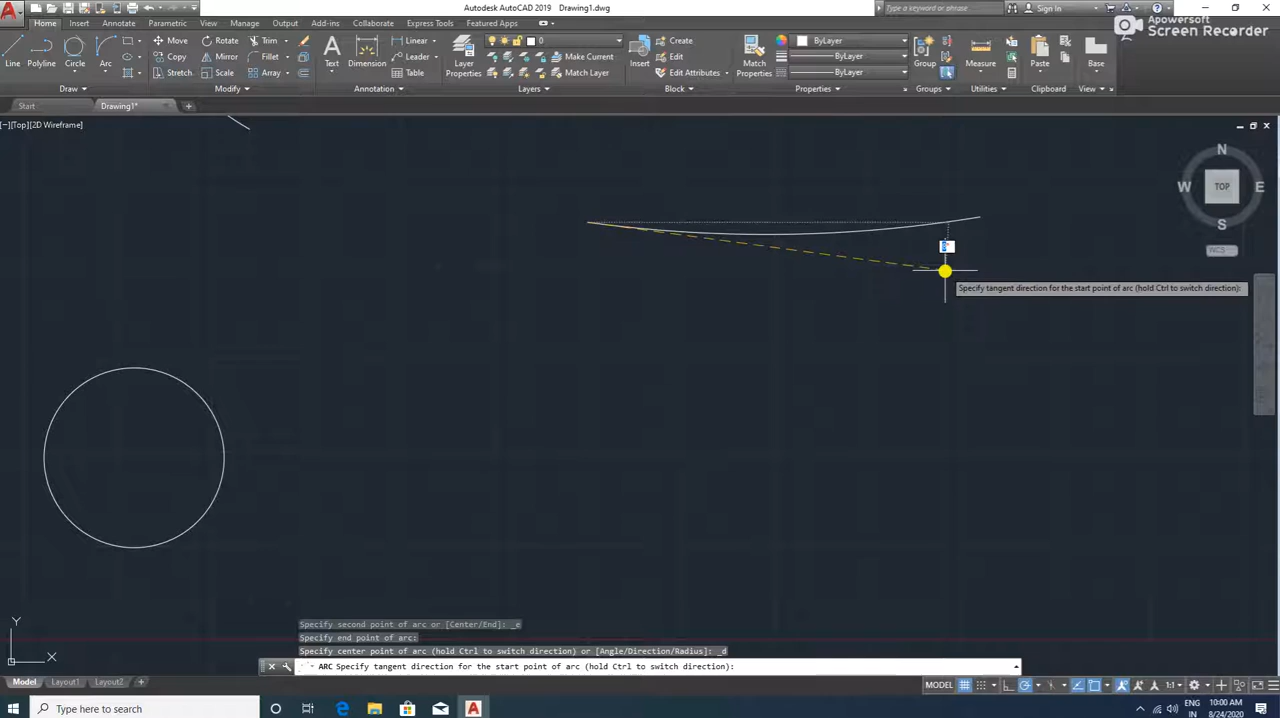 Autodesk AutoCAD 2019 Drawing1.dwg
Type a keyword or phrase
Sign In
Apowersoft
Screen Recorder
Home Insert Annotate Parametric View Manage Output Add-ins Collaborate Express Tools Featured Apps
Line Polyline Circle Arc
Move Rotate Trim
Copy Mirror Fillet
Stretch Scale Array
Text Dimension
Linear
Leader
Table
Layer
Properties
0
Make Current
Match Layer
Insert
Create
Edit
Edit Attributes
Match
Properties
ByLayer
ByLayer
ByLayer
Group
Measure
Paste
Base
Draw Modify Annotation Layers Block Properties Groups Utilities Clipboard View
Start Drawing1*
[−][Top][2D Wireframe]
N
W TOP E
S
WCS
Specify tangent direction for the start point of arc (hold Ctrl to switch direction):
Y
X
Specify second point of arc or [Center/End]: _e
Specify end point of arc:
Specify center point of arc (hold Ctrl to switch direction) or [Angle/Direction/Radius]: _d
ARC Specify tangent direction for the start point of arc (hold Ctrl to switch direction):
Model Layout1 Layout2 +
MODEL 1:1
Type here to search
ENG
IN
10:00 AM
8/24/2020